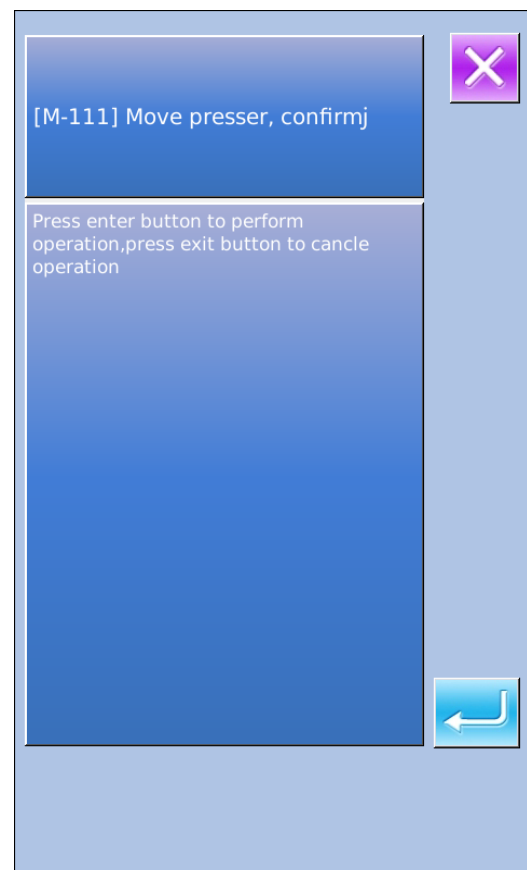 [M-111] Move presser, confirmj
Press enter button to perform
operation,press exit button to cancle
operation